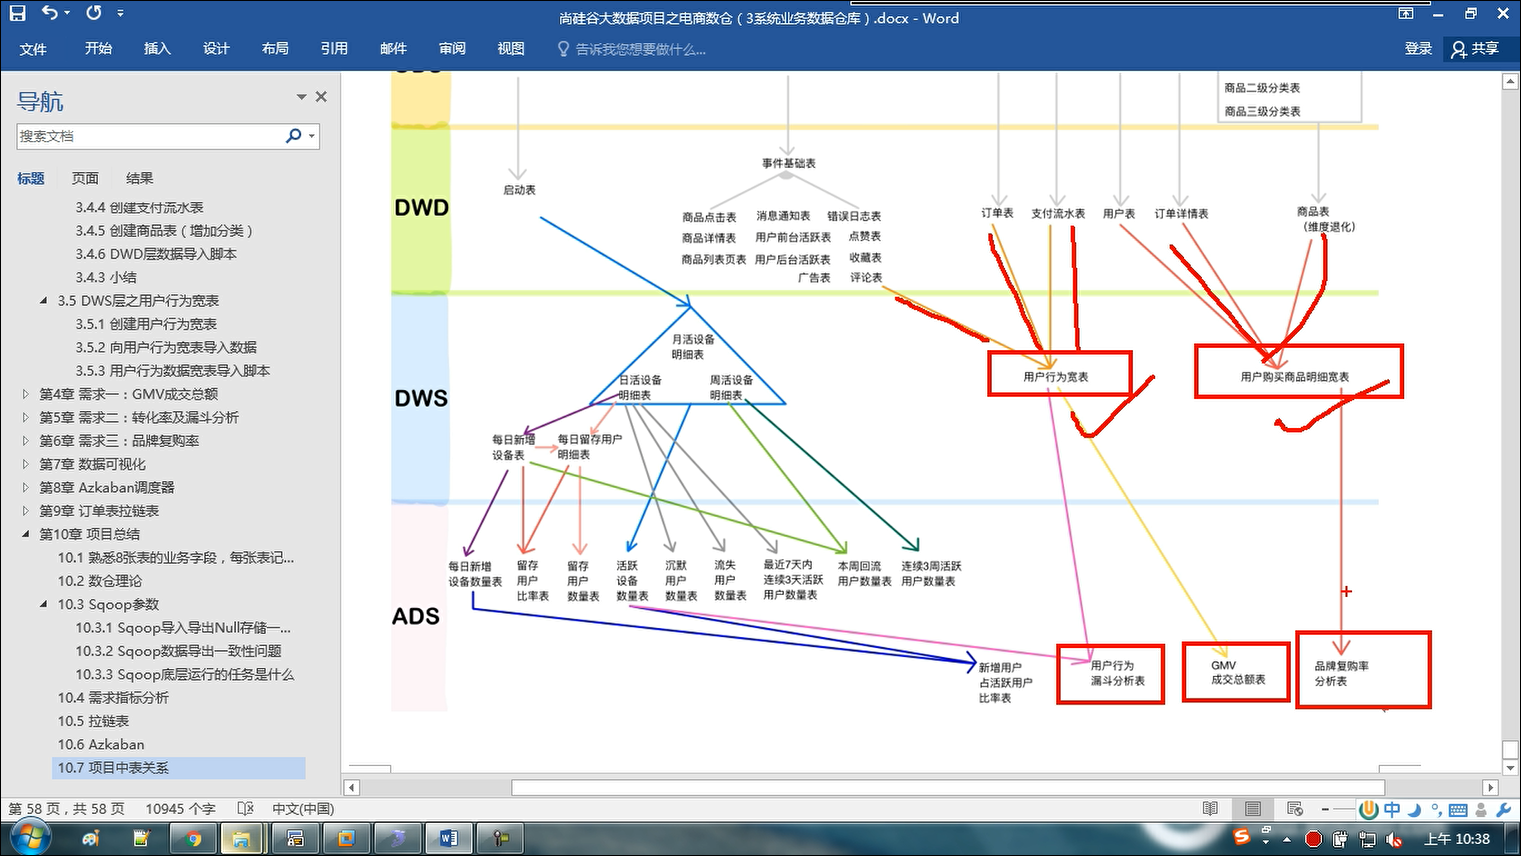 尚硅谷大数据项目之电商数仓（3系统业务数据仓库）.docx - Word
文件 开始 插入 设计 布局 引用 邮件 审阅 视图 告诉我您想要做什么... 登录 共享
导航
搜索文档
标题 页面 结果
3.4.4 创建支付流水表
3.4.5 创建商品表（增加分类）
3.4.6 DWD层数据导入脚本
3.4.3 小结
3.5 DWS层之用户行为宽表
3.5.1 创建用户行为宽表
3.5.2 向用户行为宽表导入数据
3.5.3 用户行为数据宽表导入脚本
第4章 需求一：GMV成交总额
第5章 需求二：转化率及漏斗分析
第6章 需求三：品牌复购率
第7章 数据可视化
第8章 Azkaban调度器
第9章 订单表拉链表
第10章 项目总结
10.1 熟悉8张表的业务字段，每张表记...
10.2 数仓理论
10.3 Sqoop参数
10.3.1 Sqoop导入导出Null存储一...
10.3.2 Sqoop数据导出一致性问题
10.3.3 Sqoop底层运行的任务是什么
10.4 需求指标分析
10.5 拉链表
10.6 Azkaban
10.7 项目中表关系
商品二级分类表
商品三级分类表
DWD
启动表
事件基础表
商品点击表 消息通知表 错误日志表
商品详情表 用户前台活跃表 点赞表
商品列表页表 用户后台活跃表 收藏表
广告表 评论表
订单表 支付流水表 用户表 订单详情表
商品表
（维度退化）
DWS
月活设备
明细表
日活设备
明细表
周活设备
明细表
每日新增
设备表
每日留存用户
明细表
用户行为宽表
用户购买商品明细宽表
ADS
每日新增
设备数量表
留存
用户
比率表
留存
用户
数量表
活跃
设备
数量表
沉默
用户
数量表
流失
用户
数量表
最近7天内
连续3天活跃
用户数量表
本周回流
用户数量表
连续3周活跃
用户数量表
新增用户
占活跃用户
比率表
用户行为
漏斗分析表
GMV
成交总额表
品牌复购率
分析表
第 58 页，共 58 页 10945 个字 中文(中国)
中
上午 10:38